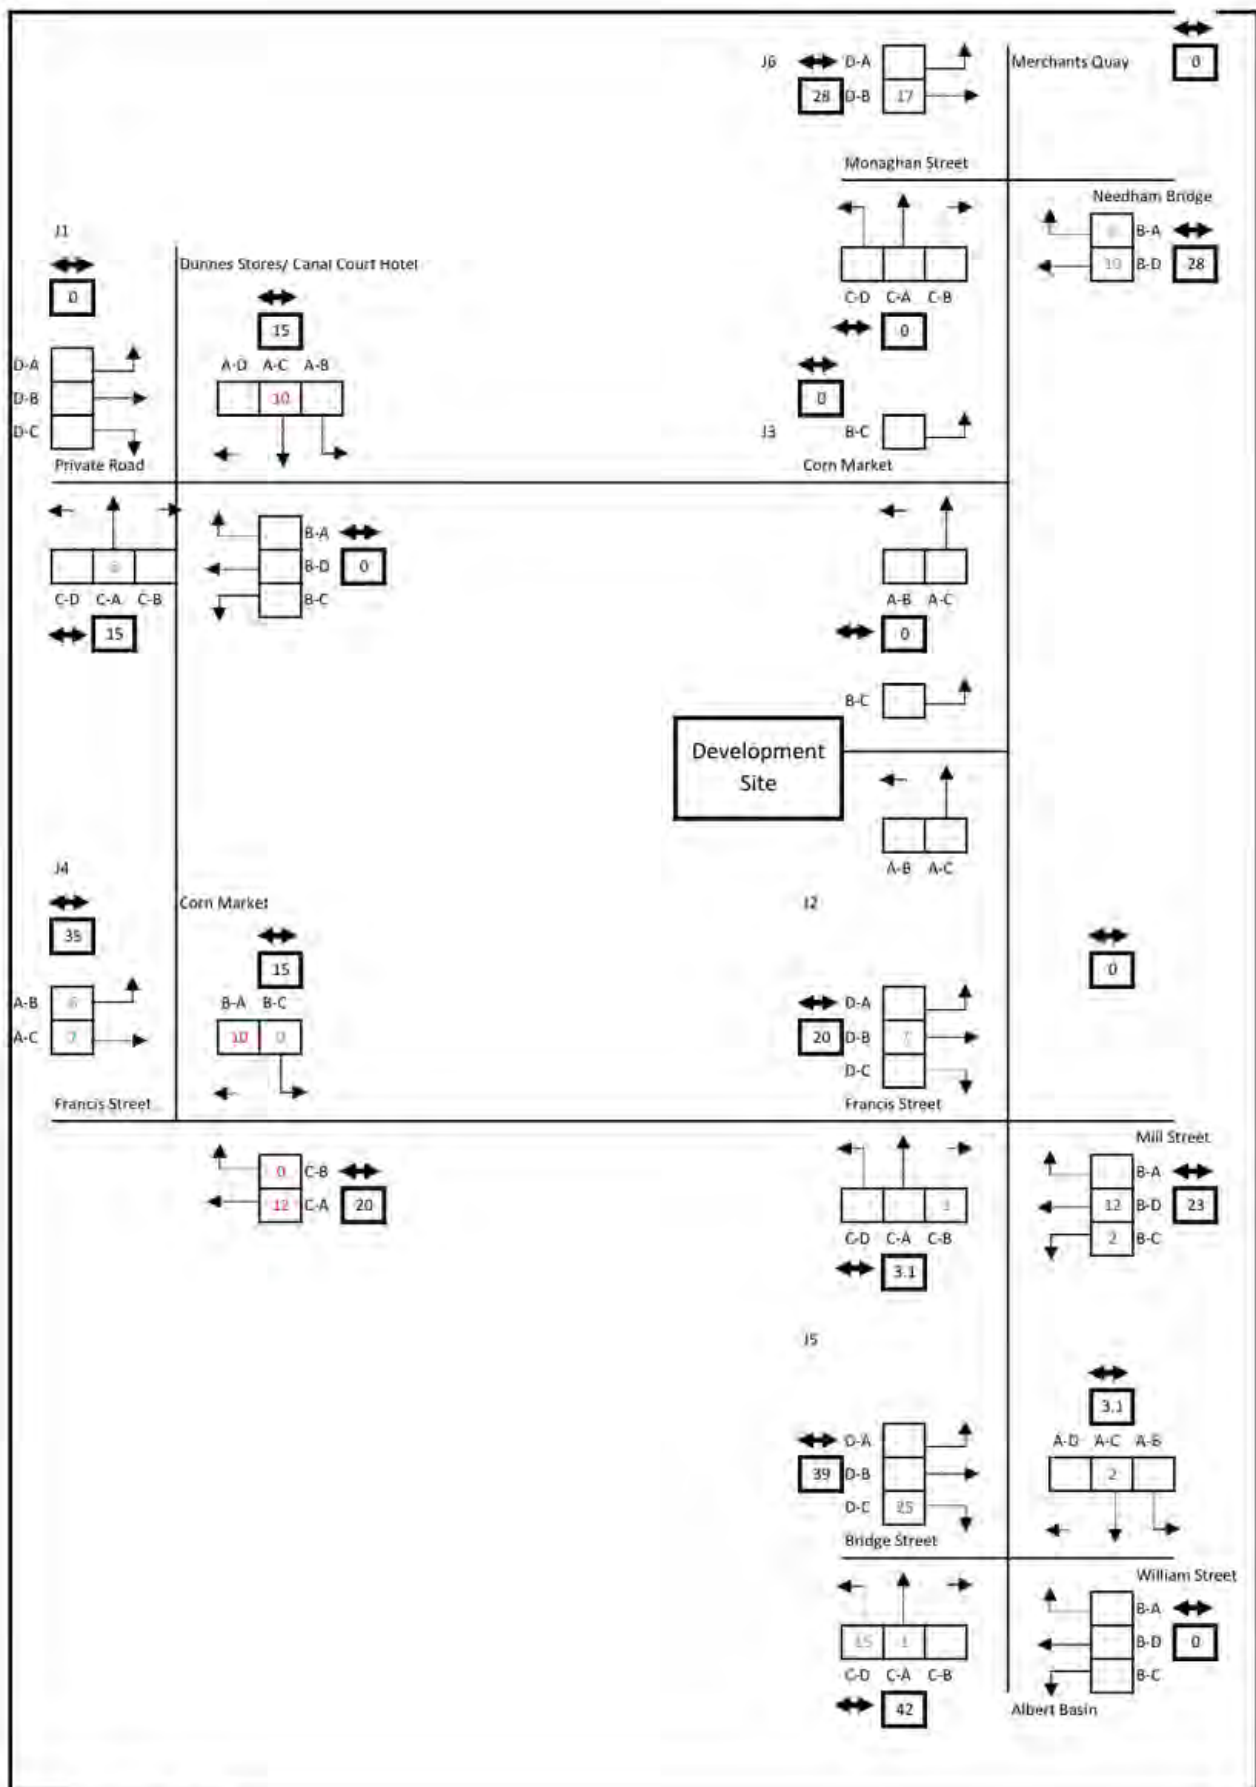 J6 D-A Merchants Quay 0
28 D-B 17
Monaghan Street
Needham Bridge
J1 B-A
Dunnes Stores/ Canal Court Hotel 10 B-D 28
0 C-D C-A C-B
15 0
D-A A-D A-C A-B
D-B 10 0
D-C J3 B-C
Private Road Corn Market
B-A
B-D 0
C-D C-A C-B B-C A-B A-C
15 0
B-C
Development
Site
A-B A-C
J4
Corn Market J2
35
15 0
A-B 6 B-A B-C D-A
A-C 7 10 0 20 D-B 7
D-C
Francis Street Francis Street
Mill Street
0 C-B B-A
12 C-A 20 3 12 B-D 23
C-D C-A C-B 2 B-C
3.1
J5
3.1
D-A A-D A-C A-B
39 D-B 2
D-C 25
Bridge Street
William Street
B-A
15 1 B-D 0
C-D C-A C-B B-C
42 Albert Basin